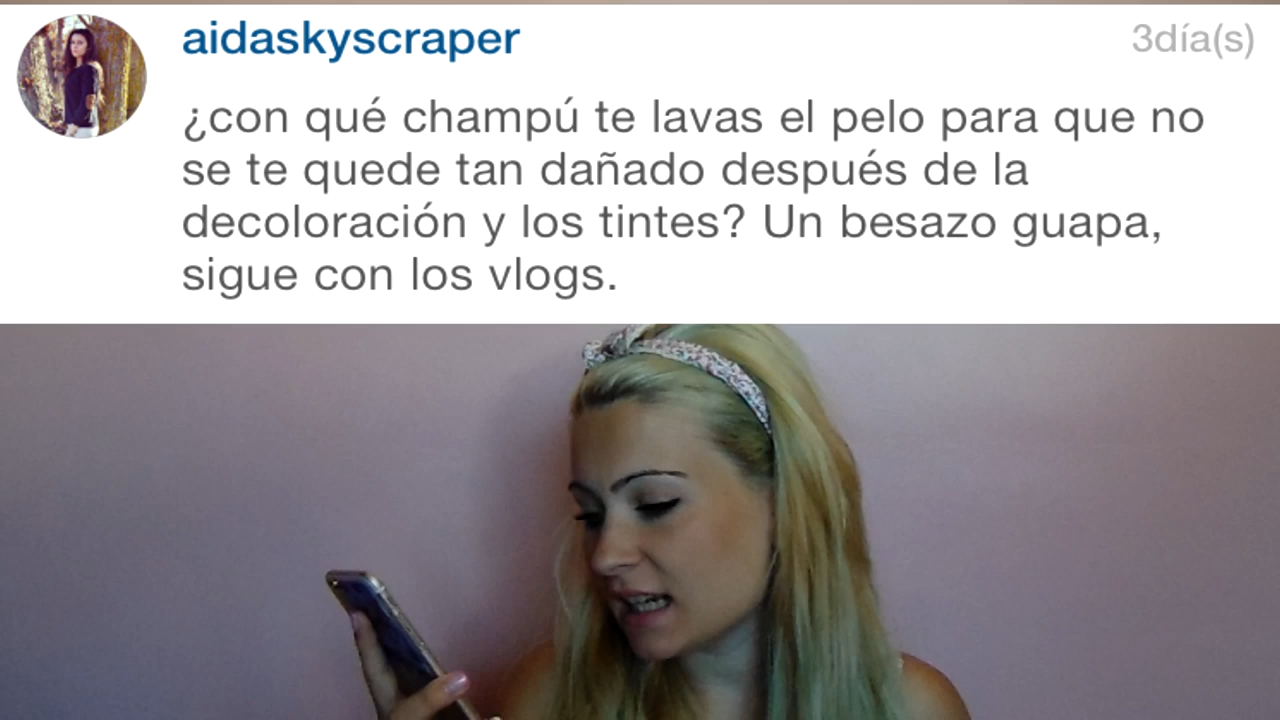 aidaskyscraper
3día(s)
¿con qué champú te lavas el pelo para que no
se te quede tan dañado después de la
decoloración y los tintes? Un besazo guapa,
sigue con los vlogs.